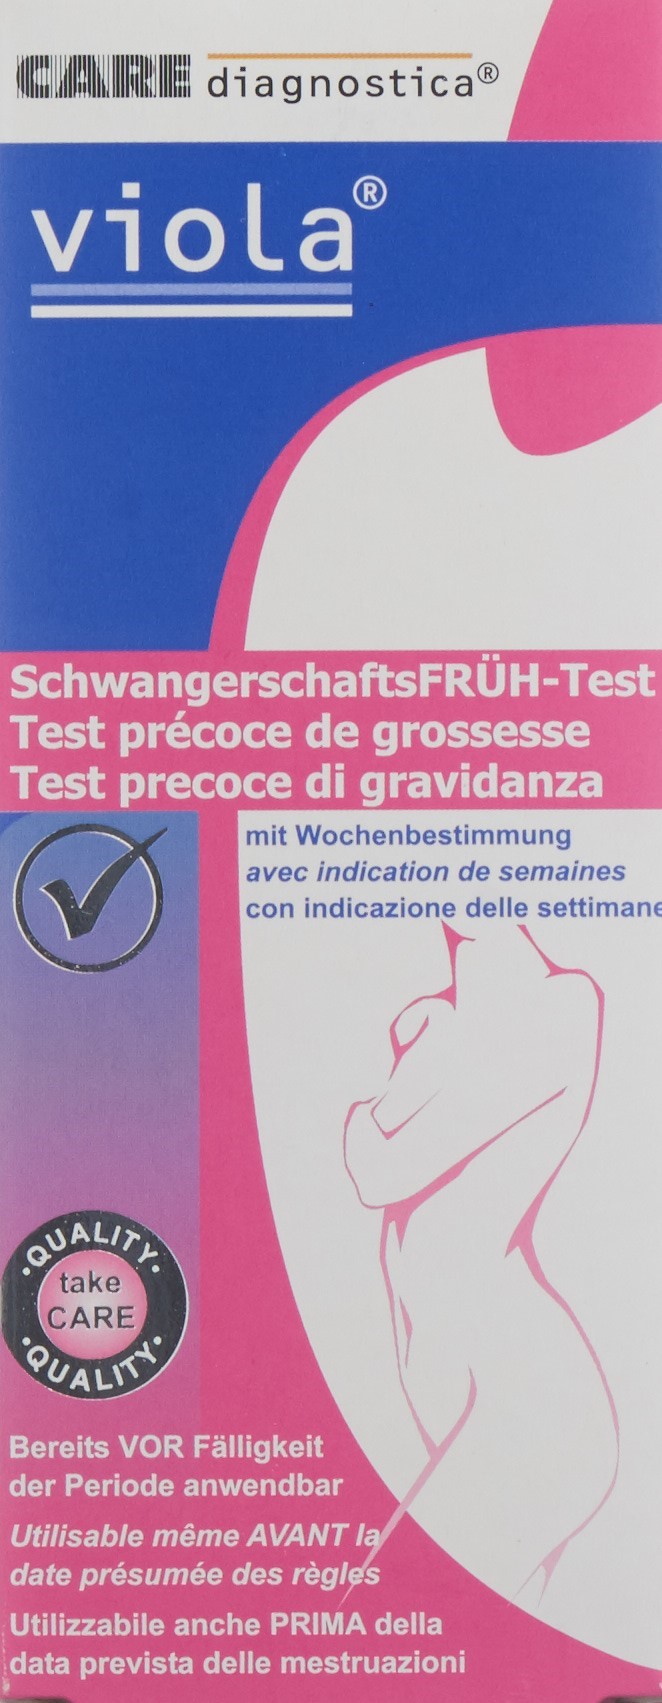 CARE diagnostica®
viola®
SchwangerschaftsFRÜH-Test
Test précoce de grossesse
Test precoce di gravidanza
mit Wochenbestimmung
avec indication de semaines
con indicazione delle settimane
·QUALITY·
take
CARE
·QUALITY·
Bereits VOR Fälligkeit
der Periode anwendbar
Utilisable même AVANT la
date présumée des règles
Utilizzabile anche PRIMA della
data prevista delle mestruazioni